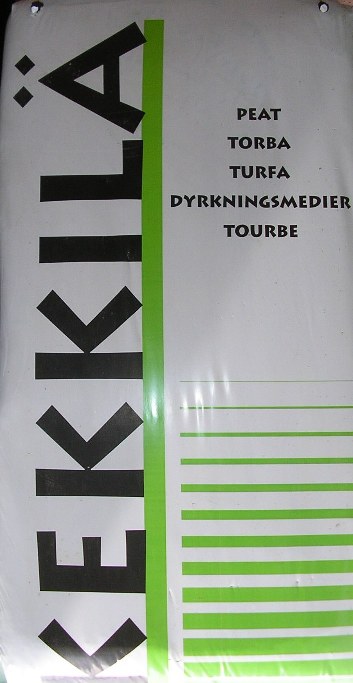 KEKKILÄ
PEAT
TORBA
TURFA
DYRKNINGSMEDIER
TOURBE